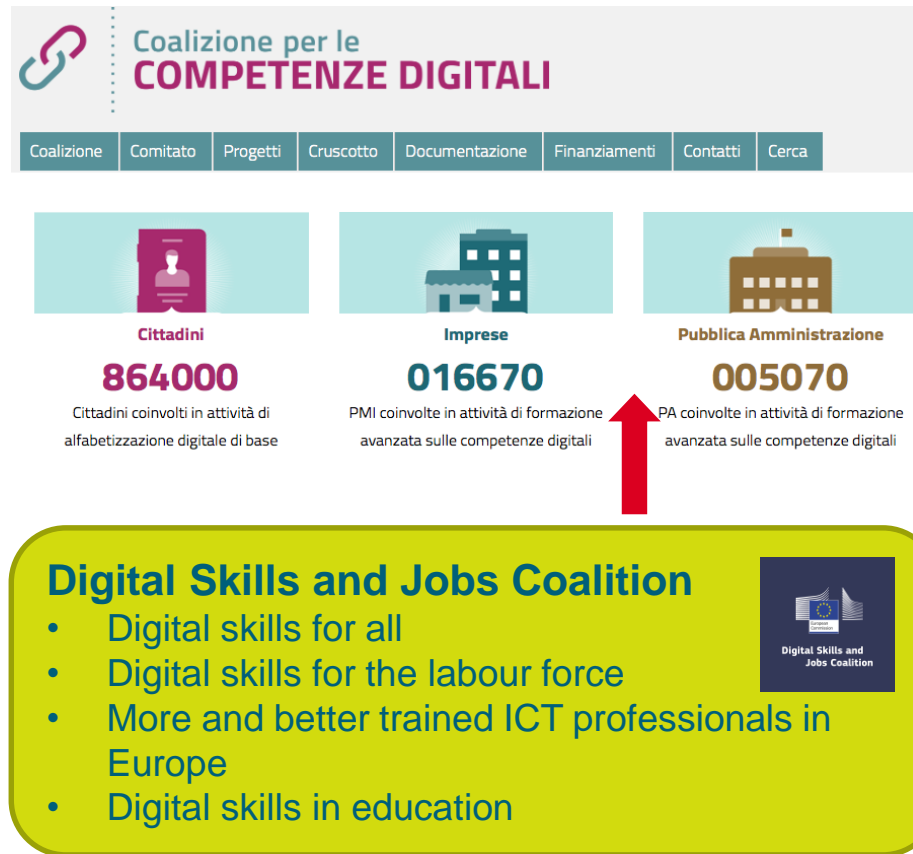 Coalizione per le
COMPETENZE DIGITALI
Coalizione Comitato Progetti Cruscotto Documentazione Finanziamenti Contatti Cerca
Cittadini
864000
Cittadini coinvolti in attività di
alfabetizzazione digitale di base
Imprese
016670
PMI coinvolte in attività di formazione
avanzata sulle competenze digitali
Pubblica Amministrazione
005070
PA coinvolte in attività di formazione
avanzata sulle competenze digitali
Digital Skills and Jobs Coalition
• Digital skills for all
• Digital skills for the labour force
• More and better trained ICT professionals in
Europe
• Digital skills in education
European
Commission
Digital Skills and
Jobs Coalition